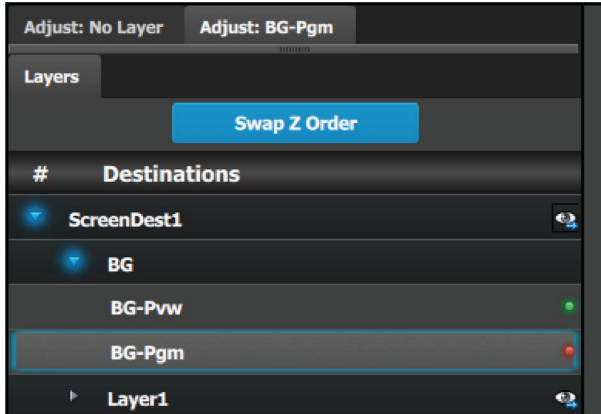 Adjust: No Layer Adjust: BG-Pgm
Layers
Swap Z Order
# Destinations
ScreenDest1
BG
BG-Pvw
BG-Pgm
Layer1